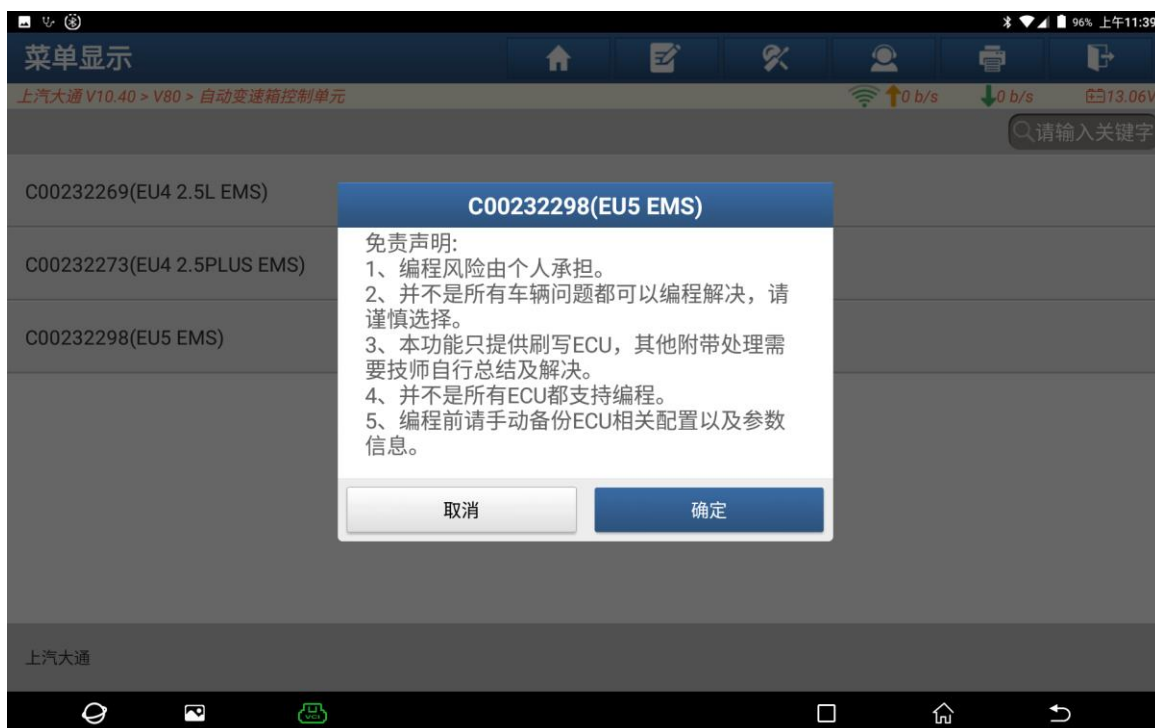 96% 上午11:39
菜单显示
上汽大通 V10.40 > V80 > 自动变速箱控制单元
0 b/s 0 b/s 13.06V
请输入关键字
C00232269(EU4 2.5L EMS)
C00232273(EU4 2.5PLUS EMS)
C00232298(EU5 EMS)
C00232298(EU5 EMS)
免责声明:
1、编程风险由个人承担。
2、并不是所有车辆问题都可以编程解决，请
谨慎选择。
3、本功能只提供刷写ECU，其他附带处理需
要技师自行总结及解决。
4、并不是所有ECU都支持编程。
5、编程前请手动备份ECU相关配置以及参数
信息。
取消 确定
上汽大通
VCI